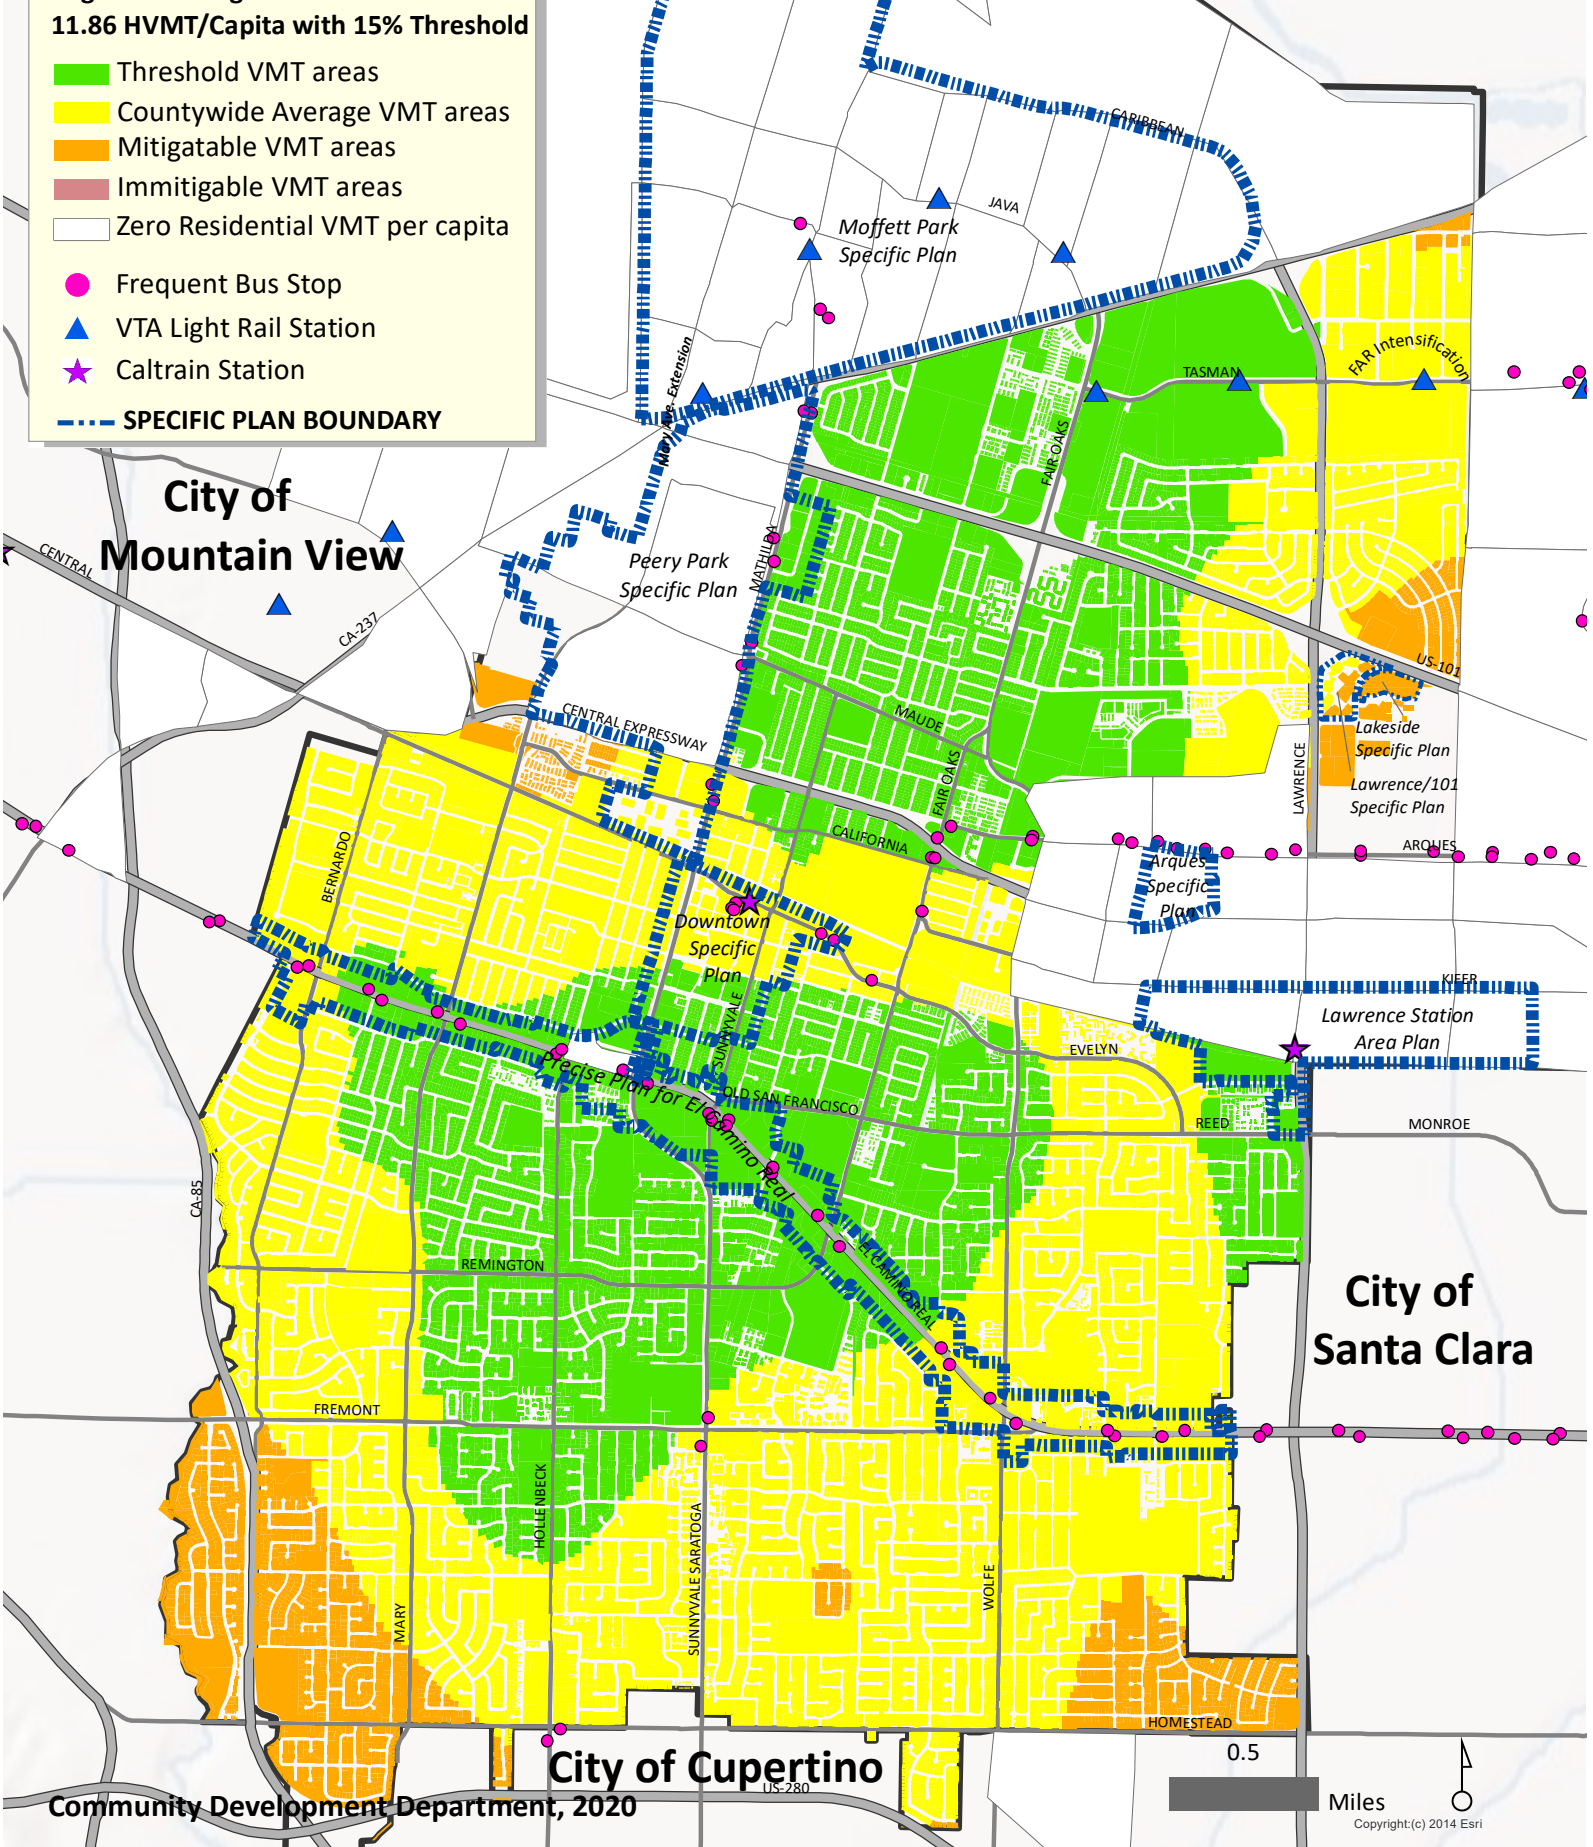 11.86 HVMT/Capita with 15% Threshold
Threshold VMT areas
Countywide Average VMT areas
Mitigatable VMT areas
Immitigable VMT areas
Zero Residential VMT per capita
Frequent Bus Stop
VTA Light Rail Station
Caltrain Station
SPECIFIC PLAN BOUNDARY
CARIBBEAN
JAVA
Moffett Park
Specific Plan
Mary Ave. Extension
TASMAN
FAR Intensification
FAIR OAKS
City of
Mountain View
CENTRAL
CA-237
Peery Park
Specific Plan
MATHILDA
US-101
CENTRAL EXPRESSWAY
MAUDE
FAIR OAKS
LAWRENCE
Lakeside
Specific Plan
Lawrence/101
Specific Plan
CALIFORNIA
ARQUES
BERNARDO
Arques
Specific
Plan
Downtown
Specific
Plan
KIFER
Lawrence Station
Area Plan
SUNNYVALE
EVELYN
Precise Plan for El Camino Real
OLD SAN FRANCISCO
REED
MONROE
CA-85
REMINGTON
EL CAMINO REAL
City of
Santa Clara
FREMONT
HOLLENBECK
SUNNYVALE SARATOGA
WOLFE
MARY
HOMESTEAD
City of Cupertino
US-280
Community Development Department, 2020
0.5
Miles
Copyright:(c) 2014 Esri